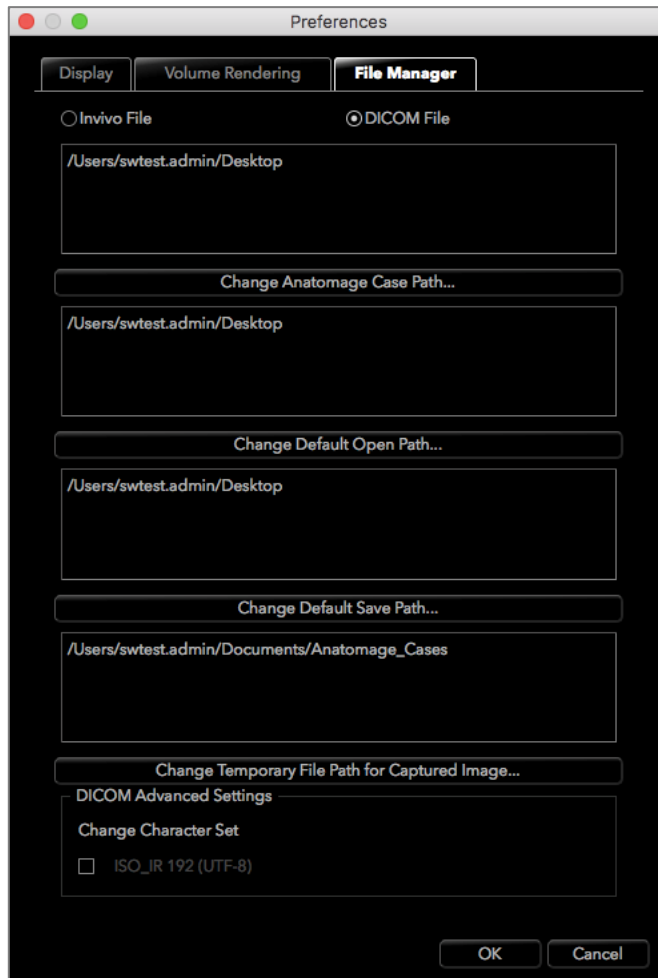 Preferences
Display
Volume Rendering
File Manager
Invivo File
DICOM File
/Users/swtest.admin/Desktop
Change Anatomage Case Path...
/Users/swtest.admin/Desktop
Change Default Open Path...
/Users/swtest.admin/Desktop
Change Default Save Path...
/Users/swtest.admin/Documents/Anatomage_Cases
Change Temporary File Path for Captured Image...
DICOM Advanced Settings
Change Character Set
ISO_IR 192 (UTF-8)
OK
Cancel